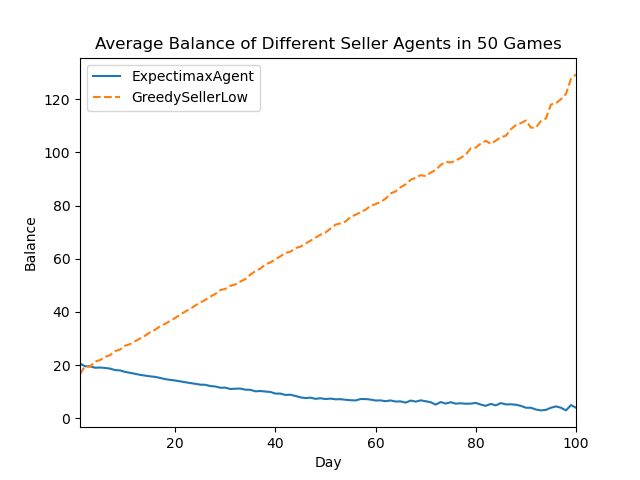 Average Balance of Different Seller Agents in 50 Games
ExpectimaxAgent
GreedySellerLow
120
100
80
60
40
20
0
Balance
20 40 60 80 100
Day